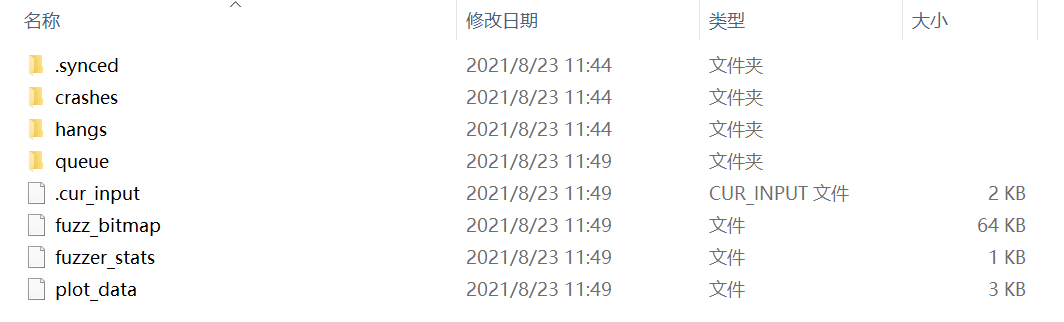 名称 修改日期 类型 大小
.synced 2021/8/23 11:44 文件夹
crashes 2021/8/23 11:44 文件夹
hangs 2021/8/23 11:44 文件夹
queue 2021/8/23 11:49 文件夹
.cur_input 2021/8/23 11:49 CUR_INPUT 文件 2 KB
fuzz_bitmap 2021/8/23 11:49 文件 64 KB
fuzzer_stats 2021/8/23 11:49 文件 1 KB
plot_data 2021/8/23 11:49 文件 3 KB